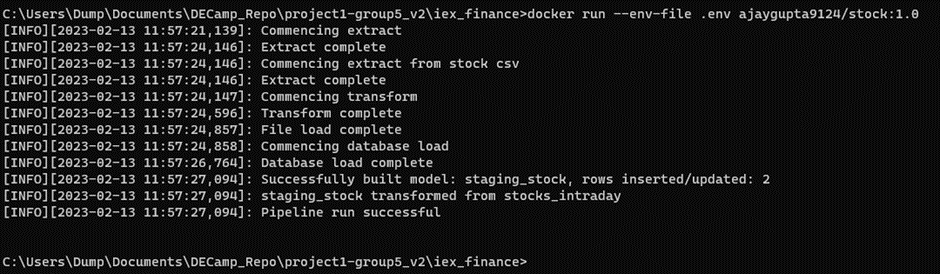 C:\Users\Dump\Documents\DECamp_Repo\project1-group5_v2\iex_finance>docker run --env-file .env ajaygupta9124/stock:1.0
[INFO][2023-02-13 11:57:21,139]: Commencing extract
[INFO][2023-02-13 11:57:24,146]: Extract complete
[INFO][2023-02-13 11:57:24,146]: Commencing extract from stock csv
[INFO][2023-02-13 11:57:24,146]: Extract complete
[INFO][2023-02-13 11:57:24,147]: Commencing transform
[INFO][2023-02-13 11:57:24,596]: Transform complete
[INFO][2023-02-13 11:57:24,857]: File load complete
[INFO][2023-02-13 11:57:24,858]: Commencing database load
[INFO][2023-02-13 11:57:26,764]: Database load complete
[INFO][2023-02-13 11:57:27,094]: Successfully built model: staging_stock, rows inserted/updated: 2
[INFO][2023-02-13 11:57:27,094]: staging_stock transformed from stocks_intraday
[INFO][2023-02-13 11:57:27,094]: Pipeline run successful
C:\Users\Dump\Documents\DECamp_Repo\project1-group5_v2\iex_finance>